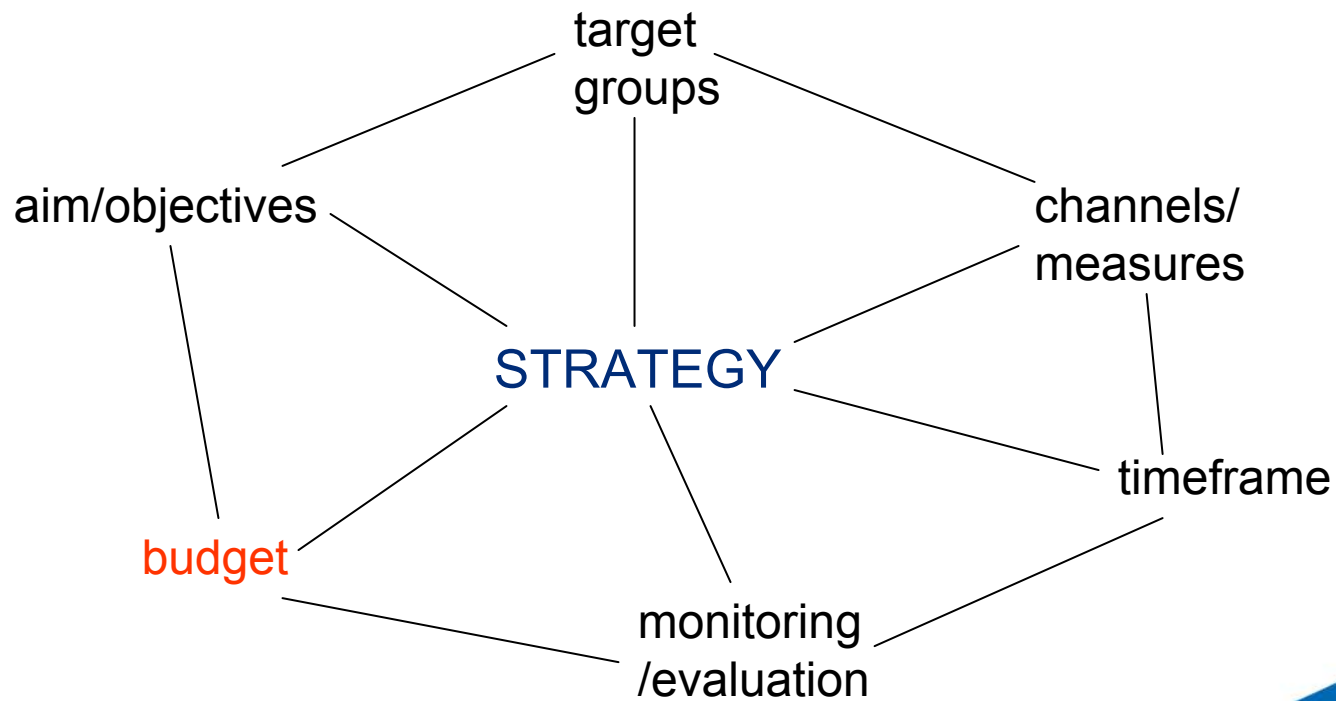 target
groups
aim/objectives
channels/
measures
STRATEGY
timeframe
budget
monitoring
/evaluation